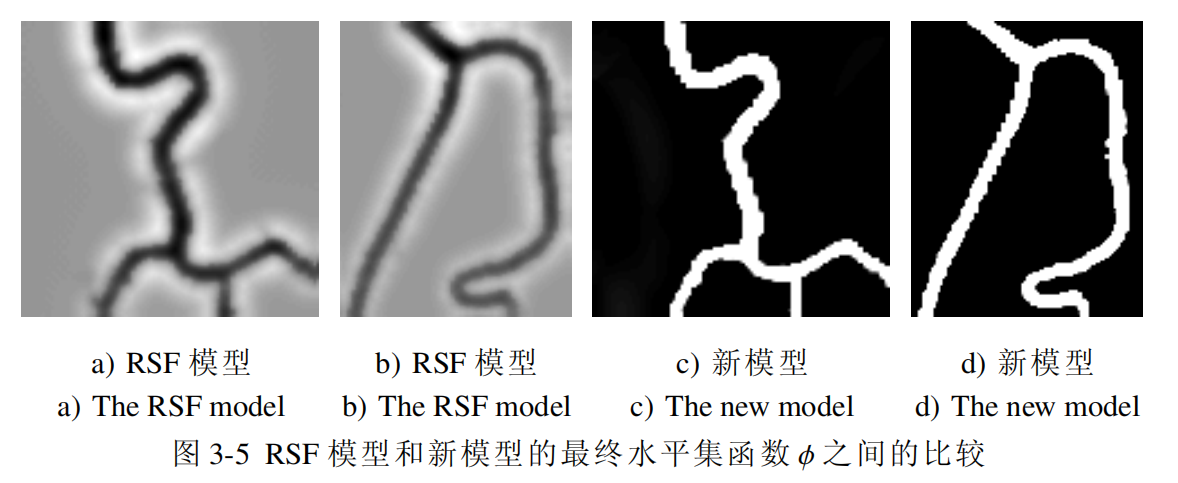 a) RSF 模型 b) RSF 模型 c) 新模型 d) 新模型
a) The RSF model b) The RSF model c) The new model d) The new model
图 3-5 RSF 模型和新模型的最终水平集函数 ϕ 之间的比较